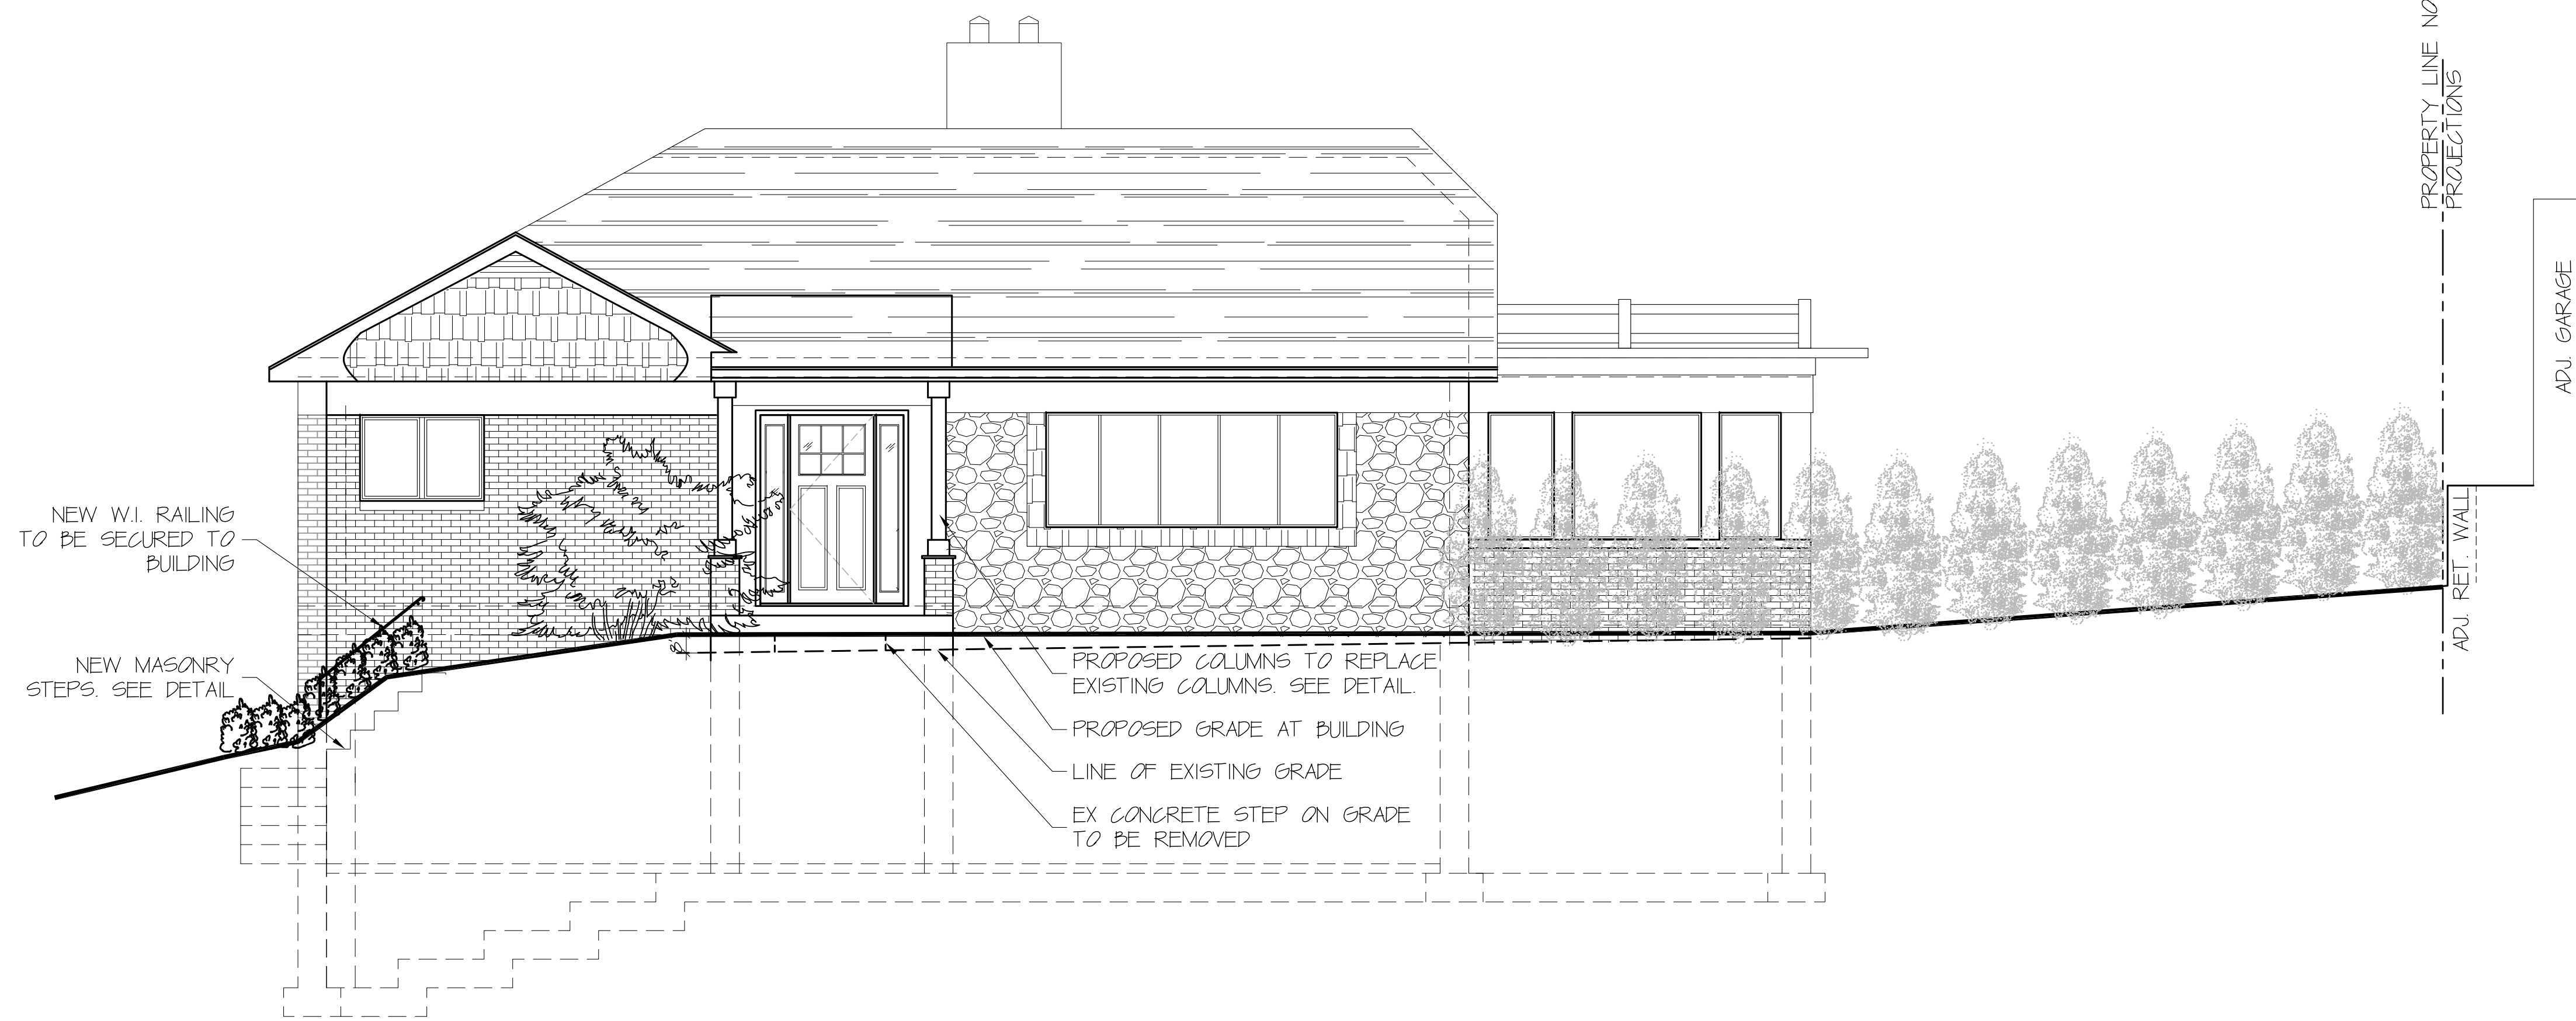 PROPERTY LINE NO
PROJECTIONS
ADJ. GARAGE
NEW W.I. RAILING
TO BE SECURED TO
BUILDING
ADJ. RET. WALL
NEW MASONRY
STEPS. SEE DETAIL
8"
PROPOSED COLUMNS TO REPLACE
EXISTING COLUMNS. SEE DETAIL.
PROPOSED GRADE AT BUILDING
LINE OF EXISTING GRADE
EX CONCRETE STEP ON GRADE
TO BE REMOVED